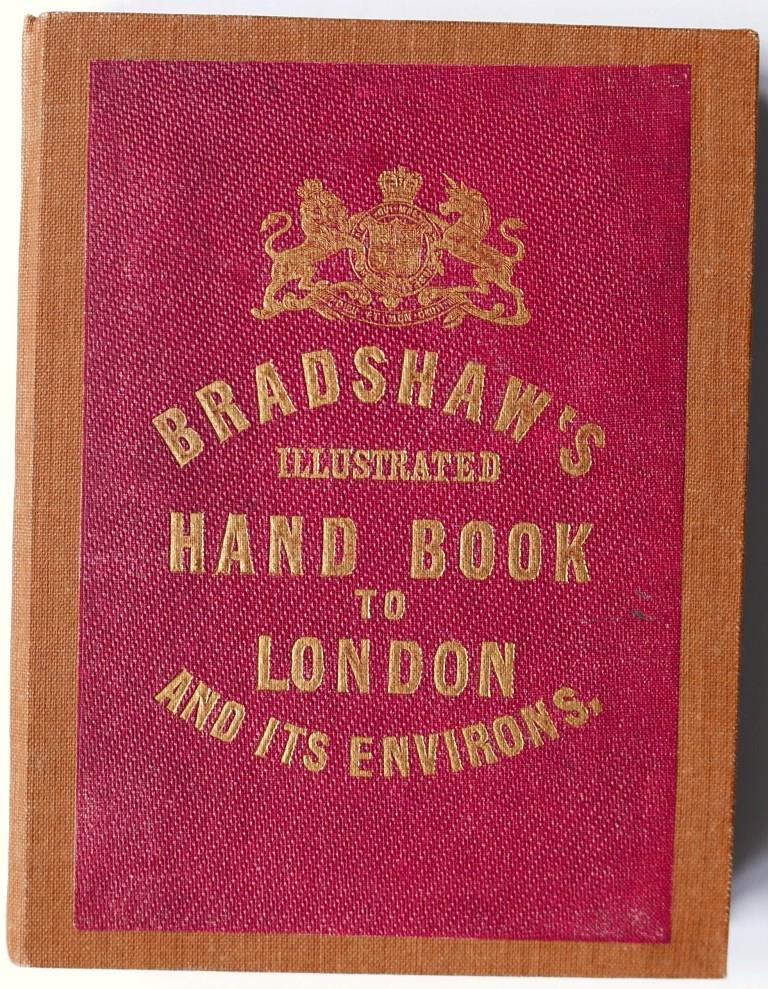 BRADSHAW'S
ILLUSTRATED
HAND BOOK
TO
LONDON
AND ITS ENVIRONS.